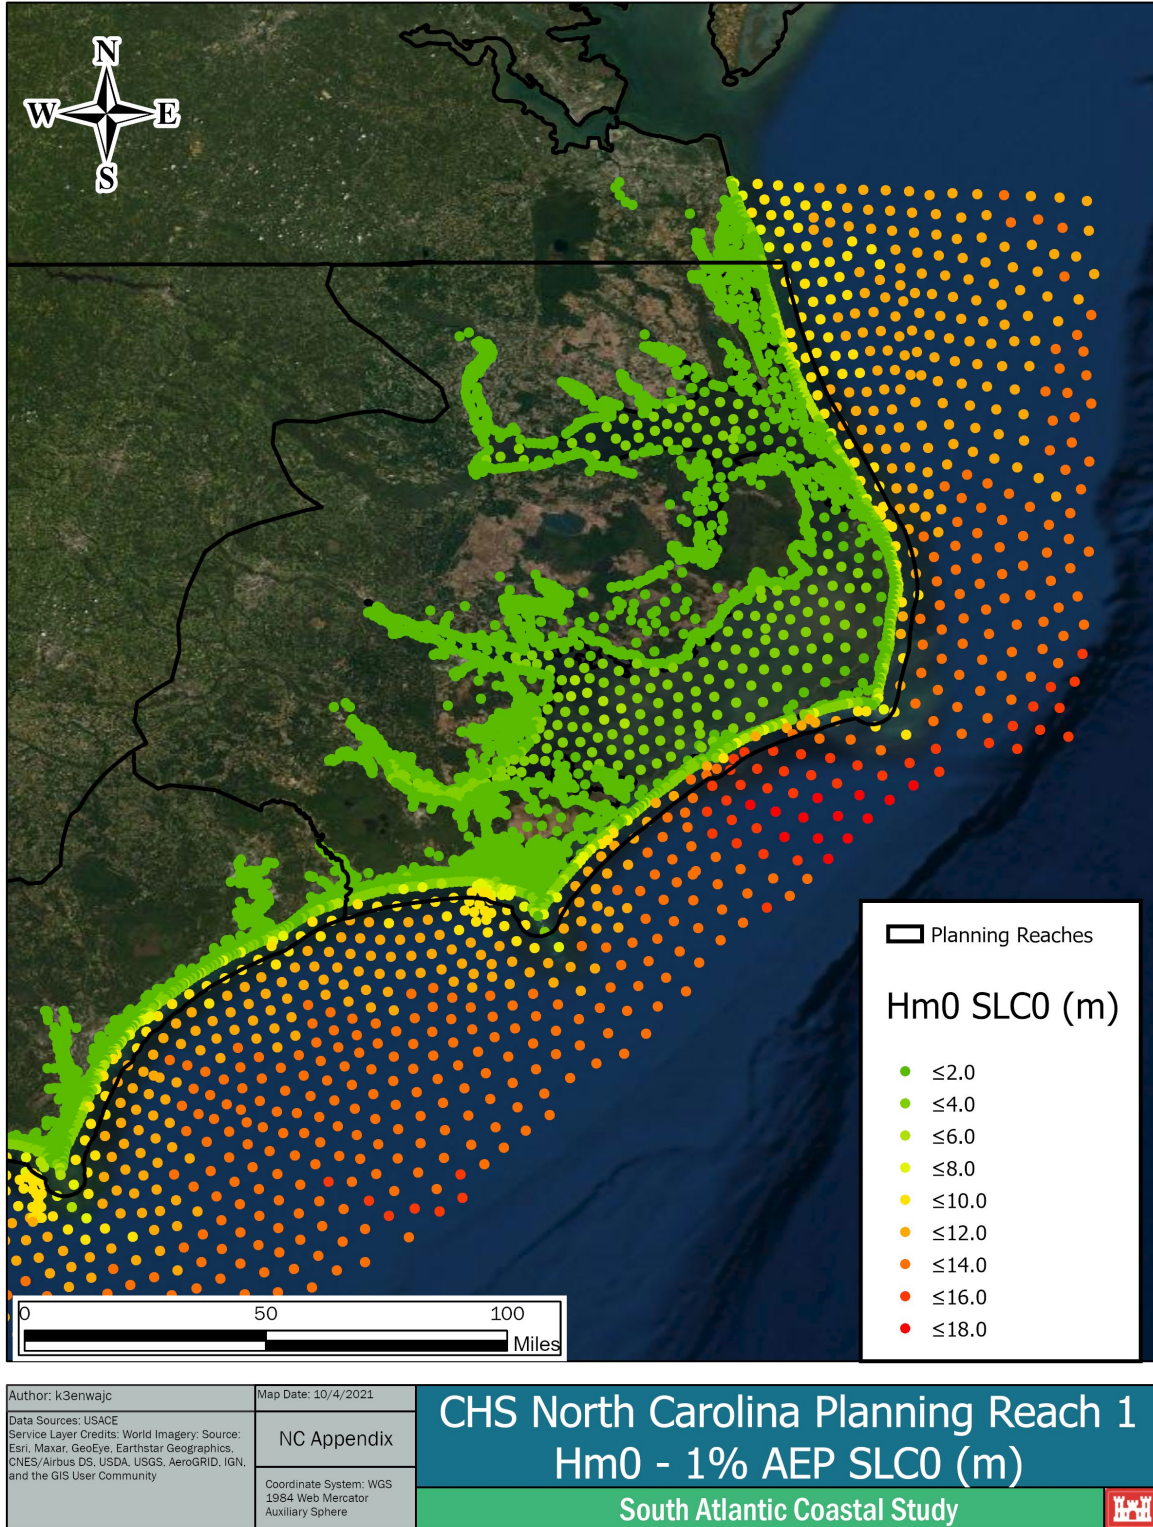 N
W E
S
Planning Reaches
Hm0 SLC0 (m)
≤2.0
≤4.0
≤6.0
≤8.0
≤10.0
≤12.0
≤14.0
≤16.0
≤18.0
0 50 100
Miles
Author: k3enwajc
Data Sources: USACE
Service Layer Credits: World Imagery: Source:
Esri, Maxar, GeoEye, Earthstar Geographics,
CNES/Airbus DS, USDA, USGS, AeroGRID, IGN,
and the GIS User Community
Map Date: 10/4/2021
NC Appendix
Coordinate System: WGS
1984 Web Mercator
Auxiliary Sphere
CHS North Carolina Planning Reach 1
Hm0 - 1% AEP SLC0 (m)
South Atlantic Coastal Study